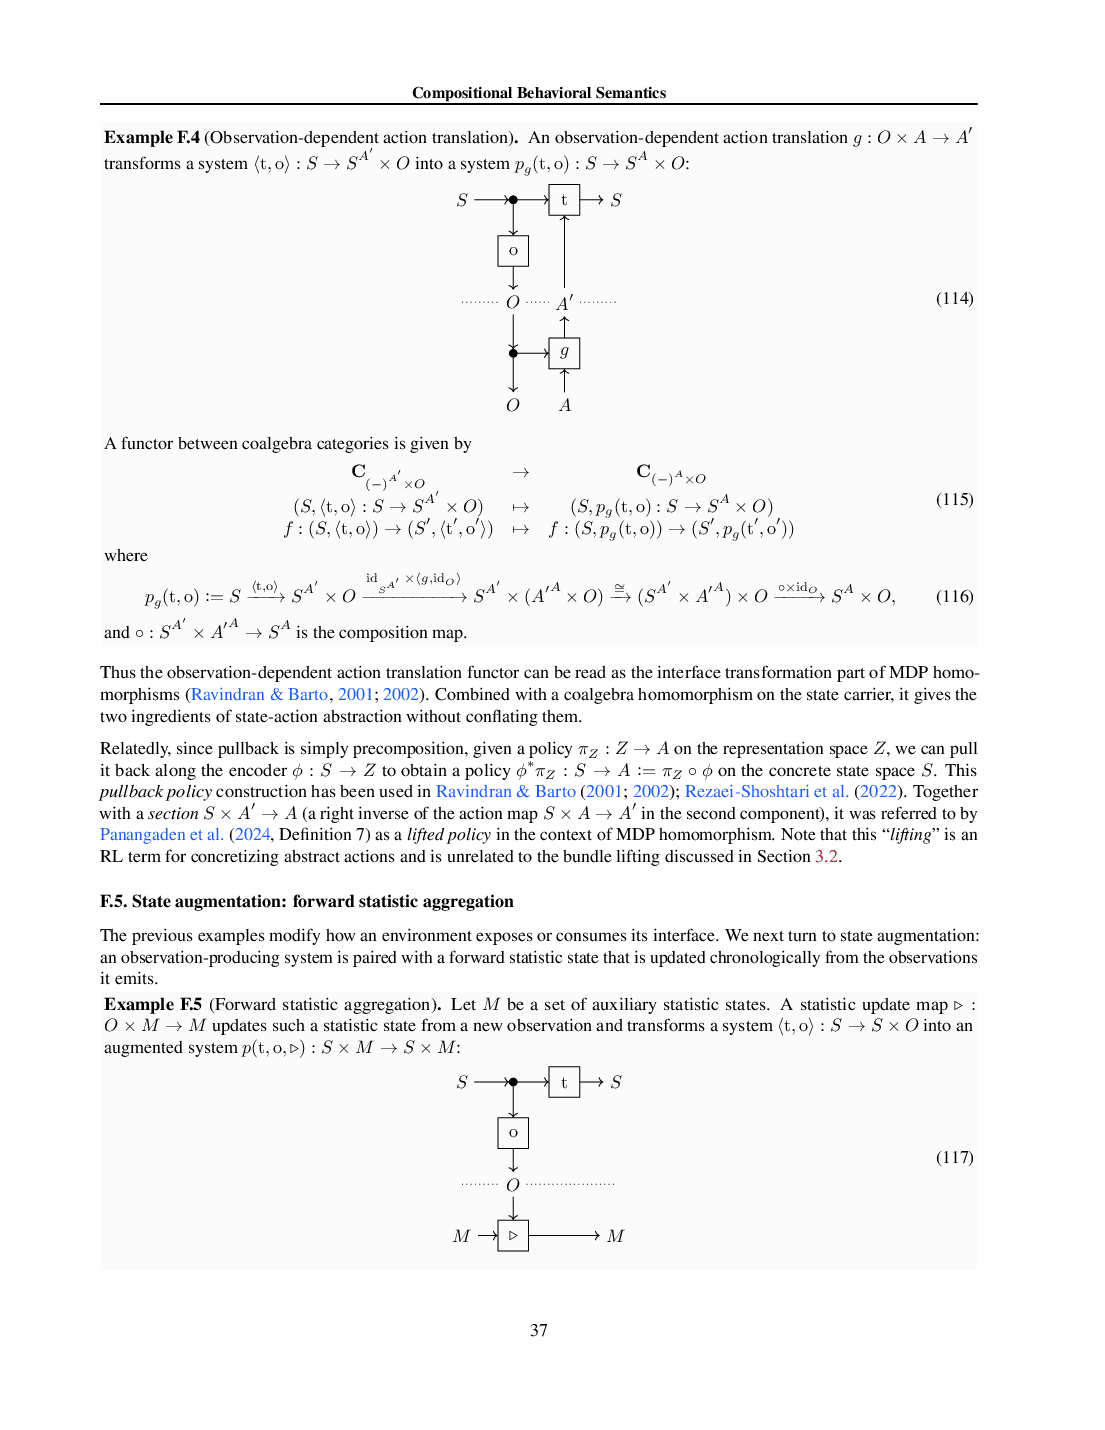 Compositional Behavioral Semantics
Example F.4 (Observation-dependent action translation). An observation-dependent action translation g : O × A → A′
transforms a system ⟨t, o⟩ : S → S^{A′} × O into a system p_g(t, o) : S → S^A × O:
S t S
o
O A′
(114)
g
O A
A functor between coalgebra categories is given by
C_{(−)^{A′}×O} → C_{(−)^A×O}
(S, ⟨t, o⟩ : S → S^{A′} × O) ↦ (S, p_g(t, o) : S → S^A × O)
(115)
f : (S, ⟨t, o⟩) → (S′, ⟨t′, o′⟩) ↦ f : (S, p_g(t, o)) → (S′, p_g(t′, o′))
where
p_g(t, o) := S —⟨t,o⟩→ S^{A′} × O —id_{S^{A′}} × ⟨g,id_O⟩→ S^{A′} × (A′^A × O) —≅→ (S^{A′} × A′^A) × O —∘×id_O→ S^A × O, (116)
and ∘ : S^{A′} × A′^A → S^A is the composition map.
Thus the observation-dependent action translation functor can be read as the interface transformation part of MDP homo-
morphisms (Ravindran & Barto, 2001; 2002). Combined with a coalgebra homomorphism on the state carrier, it gives the
two ingredients of state-action abstraction without conflating them.
Relatedly, since pullback is simply precomposition, given a policy π_Z : Z → A on the representation space Z, we can pull
it back along the encoder ϕ : S → Z to obtain a policy ϕ*π_Z : S → A := π_Z ∘ ϕ on the concrete state space S. This
pullback policy construction has been used in Ravindran & Barto (2001; 2002); Rezaei-Shoshtari et al. (2022). Together
with a section S × A′ → A (a right inverse of the action map S × A → A′ in the second component), it was referred to by
Panangaden et al. (2024, Definition 7) as a lifted policy in the context of MDP homomorphism. Note that this “lifting” is an
RL term for concretizing abstract actions and is unrelated to the bundle lifting discussed in Section 3.2.
F.5. State augmentation: forward statistic aggregation
The previous examples modify how an environment exposes or consumes its interface. We next turn to state augmentation:
an observation-producing system is paired with a forward statistic state that is updated chronologically from the observations
it emits.
Example F.5 (Forward statistic aggregation). Let M be a set of auxiliary statistic states. A statistic update map ▹ :
O × M → M updates such a statistic state from a new observation and transforms a system ⟨t, o⟩ : S → S × O into an
augmented system p(t, o, ▹) : S × M → S × M:
S t S
o
(117)
O
M ▹ M
37